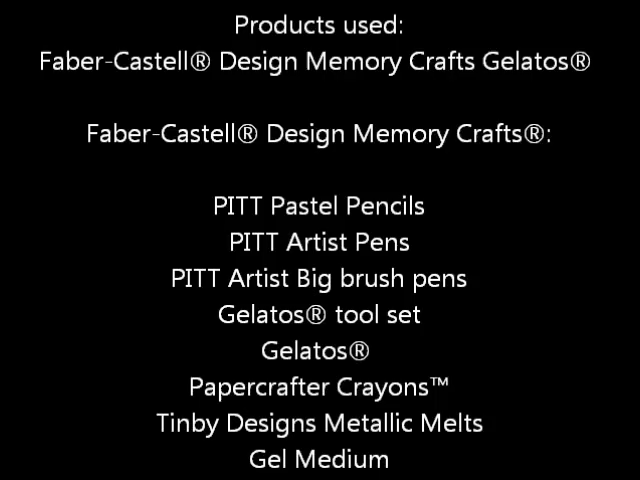 Products used:
Faber-Castell® Design Memory Crafts Gelatos®
Faber-Castell® Design Memory Crafts®:
PITT Pastel Pencils
PITT Artist Pens
PITT Artist Big brush pens
Gelatos® tool set
Gelatos®
Papercrafter Crayons™
Tinby Designs Metallic Melts
Gel Medium